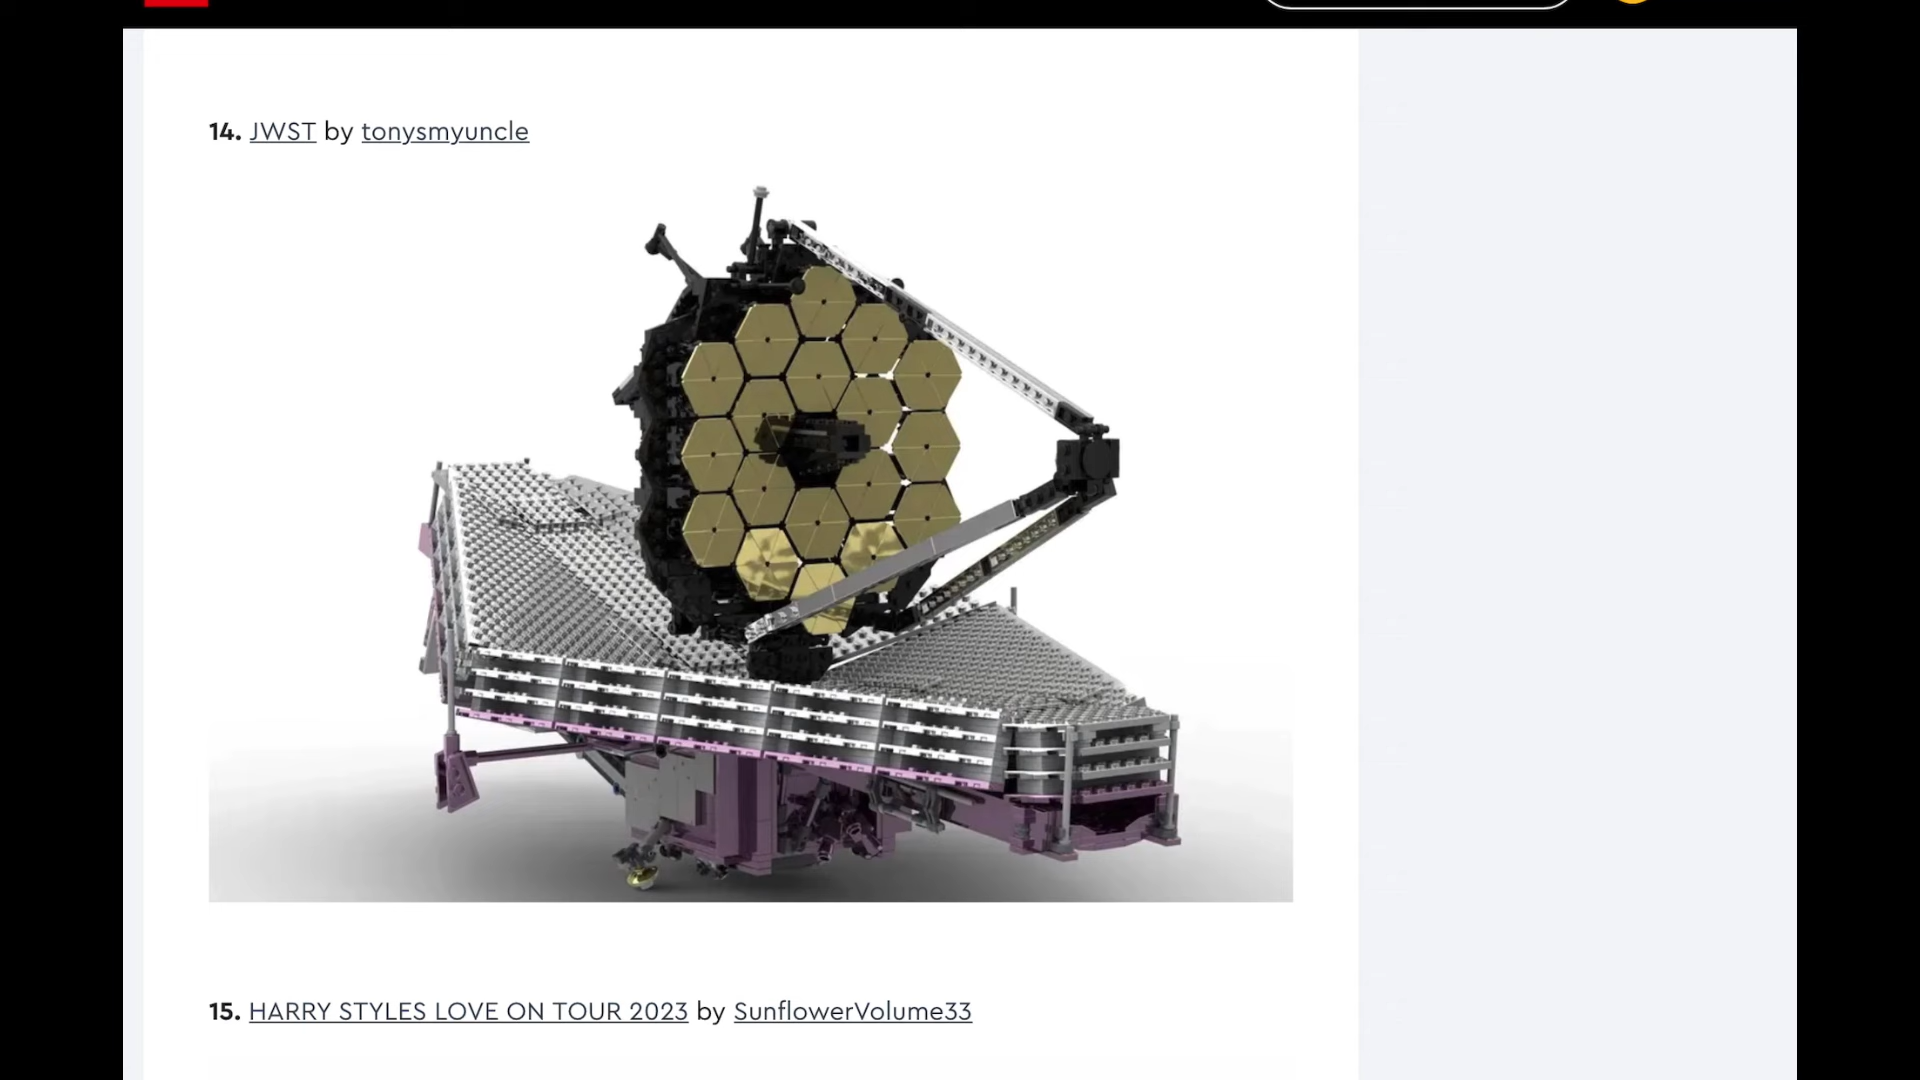 14. JWST by tonysmyuncle
15. HARRY STYLES LOVE ON TOUR 2023 by SunflowerVolume33